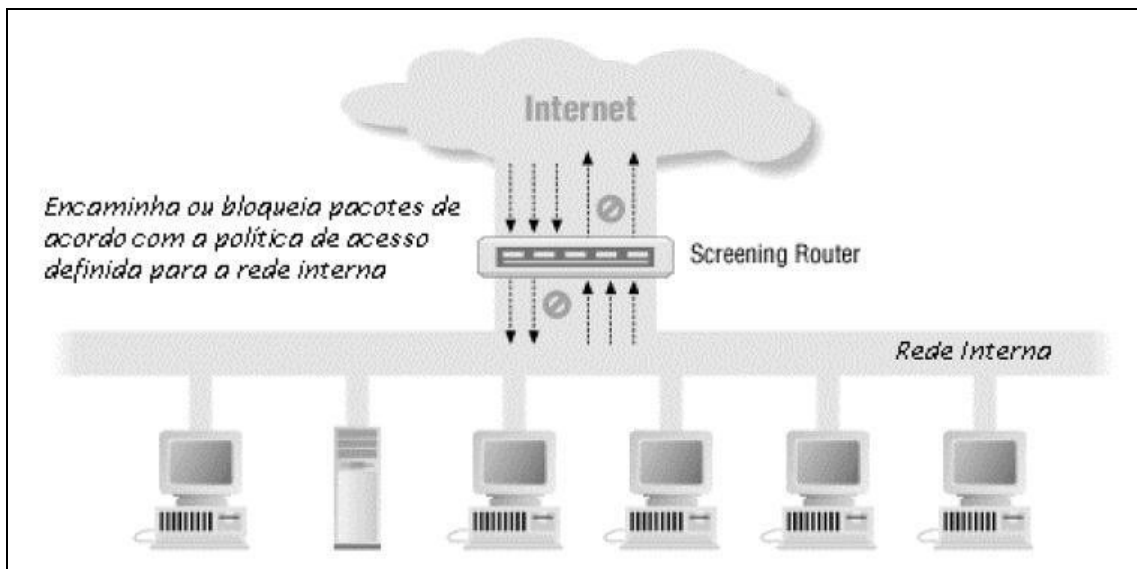 Internet
Encaminha ou bloqueia pacotes de
acordo com a política de acesso
definida para a rede interna
Screening Router
Rede Interna